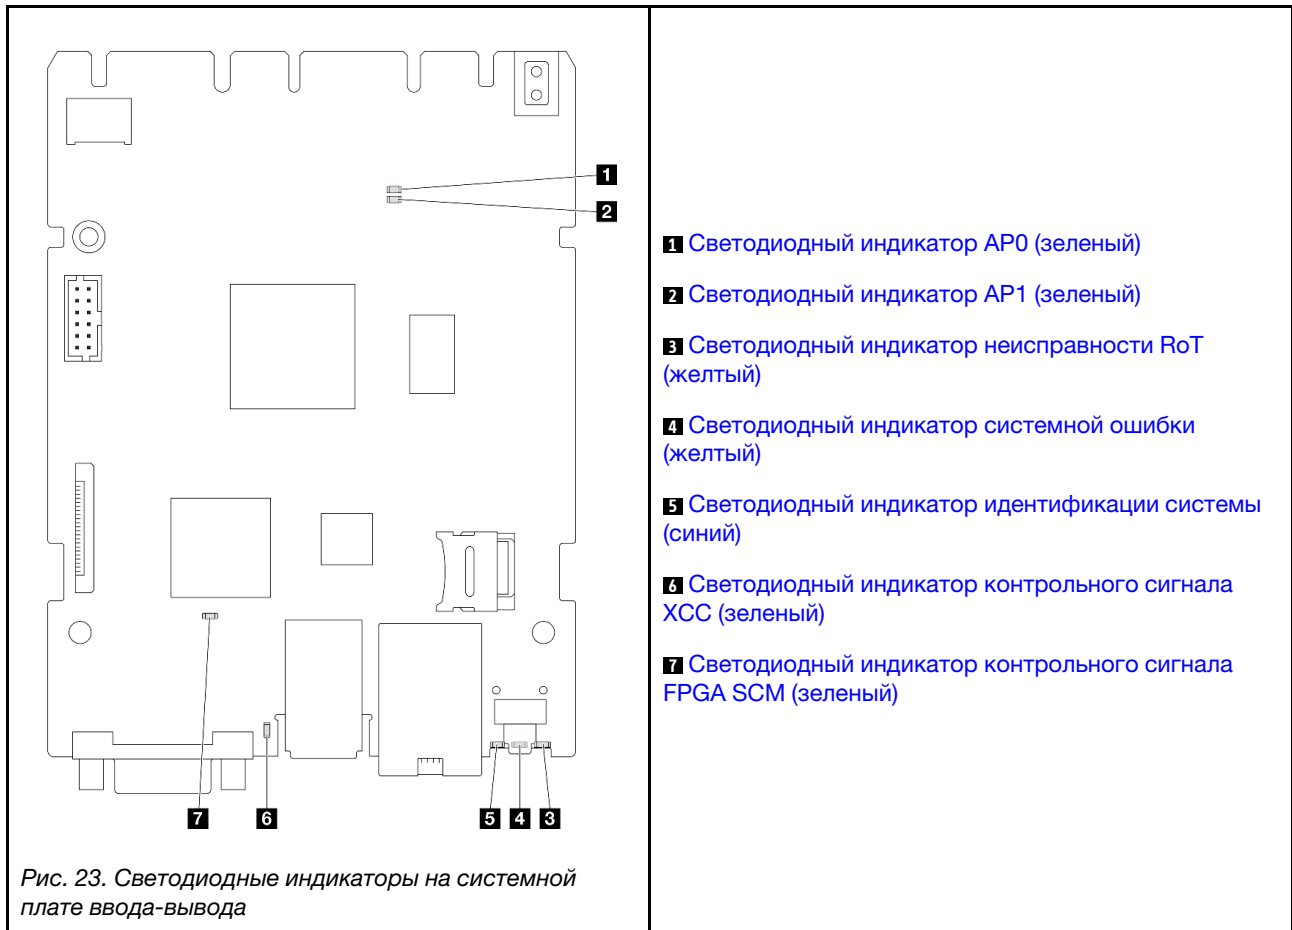 1
2
7
6
5
4
3
Рис. 23. Светодиодные индикаторы на системной
плате ввода-вывода
1 Светодиодный индикатор AP0 (зеленый)
2 Светодиодный индикатор AP1 (зеленый)
3 Светодиодный индикатор неисправности RoT
(желтый)
4 Светодиодный индикатор системной ошибки
(желтый)
5 Светодиодный индикатор идентификации системы
(синий)
6 Светодиодный индикатор контрольного сигнала
XCC (зеленый)
7 Светодиодный индикатор контрольного сигнала
FPGA SCM (зеленый)